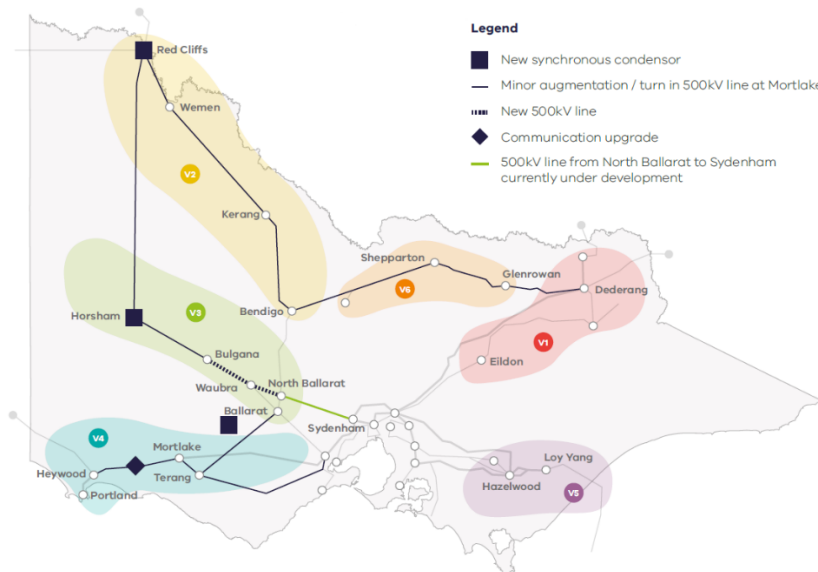 Legend
New synchronous condensor
Minor augmentation / turn in 500kV line at Mortlake
New 500kV line
Communication upgrade
500kV line from North Ballarat to Sydenham
currently under development
Red Cliffs
Wemen
V2
Kerang
Shepparton
Glenrowan
Dederang
V6
Bendigo
Horsham
V3
V1
Eildon
Bulgana
Waubra
North Ballarat
Ballarat
Sydenham
V4
Mortlake
Heywood
Terang
Portland
Loy Yang
Hazelwood
V5